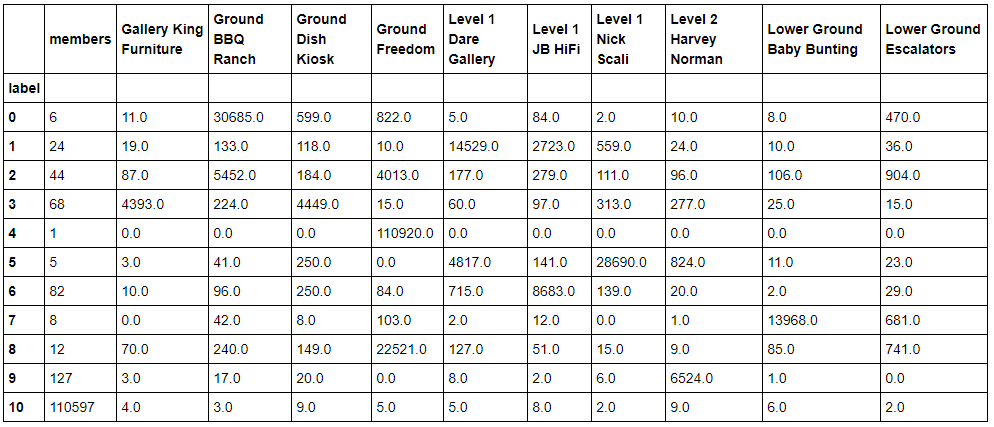 members Gallery King Furniture Ground BBQ Ranch Ground Dish Kiosk Ground Freedom Level 1 Dare Gallery Level 1 JB HiFi Level 1 Nick Scali Level 2 Harvey Norman Lower Ground Baby Bunting Lower Ground Escalators
label
0 6 11.0 30685.0 599.0 822.0 5.0 84.0 2.0 10.0 8.0 470.0
1 24 19.0 133.0 118.0 10.0 14529.0 2723.0 559.0 24.0 10.0 36.0
2 44 87.0 5452.0 184.0 4013.0 177.0 279.0 111.0 96.0 106.0 904.0
3 68 4393.0 224.0 4449.0 15.0 60.0 97.0 313.0 277.0 25.0 15.0
4 1 0.0 0.0 0.0 110920.0 0.0 0.0 0.0 0.0 0.0 0.0
5 5 3.0 41.0 250.0 0.0 4817.0 141.0 28690.0 824.0 11.0 23.0
6 82 10.0 96.0 250.0 84.0 715.0 8683.0 139.0 20.0 2.0 29.0
7 8 0.0 42.0 8.0 103.0 2.0 12.0 0.0 1.0 13968.0 681.0
8 12 70.0 240.0 149.0 22521.0 127.0 51.0 15.0 9.0 85.0 741.0
9 127 3.0 17.0 20.0 0.0 8.0 2.0 6.0 6524.0 1.0 0.0
10 110597 4.0 3.0 9.0 5.0 5.0 8.0 2.0 9.0 6.0 2.0